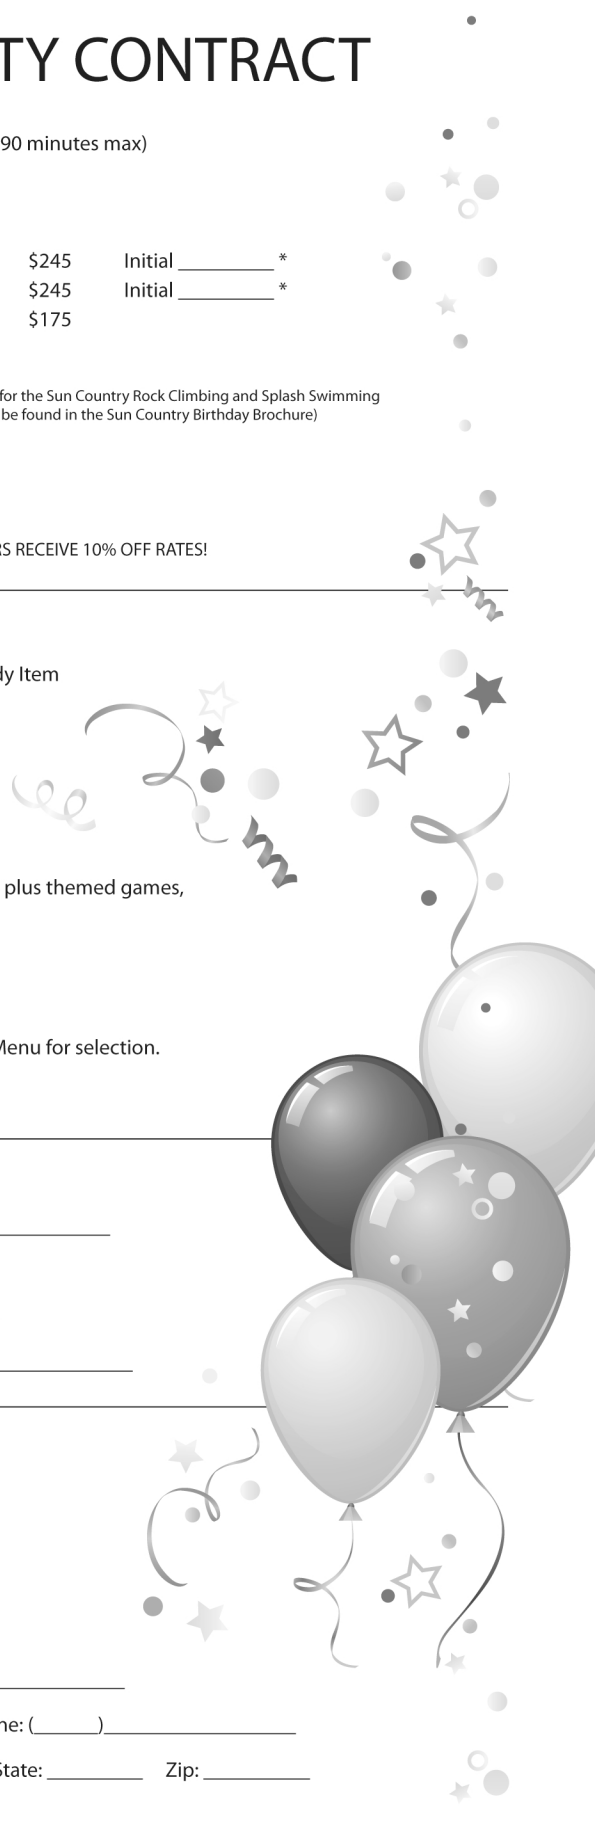 TY CONTRACT
90 minutes max)
$245 Initial _________ *
$245 Initial _________ *
$175
for the Sun Country Rock Climbing and Splash Swimming
be found in the Sun Country Birthday Brochure)
RS RECEIVE 10% OFF RATES!
dy Item
plus themed games,
Menu for selection.
ne: (______)__________________
State: _________ Zip: __________